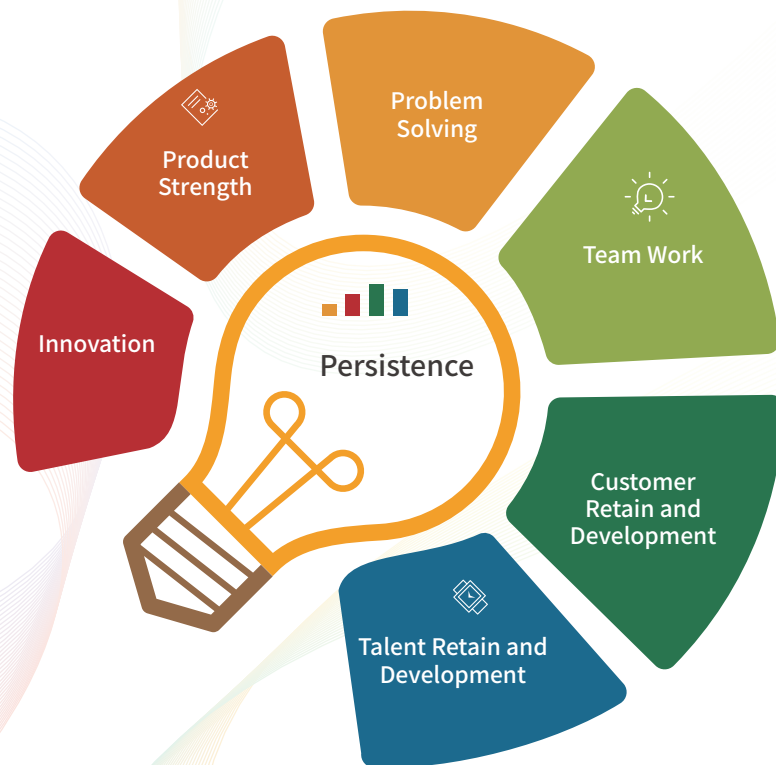 Problem
Solving
Product
Strength
Team Work
Innovation
Persistence
Customer
Retain and
Development
Talent Retain and
Development